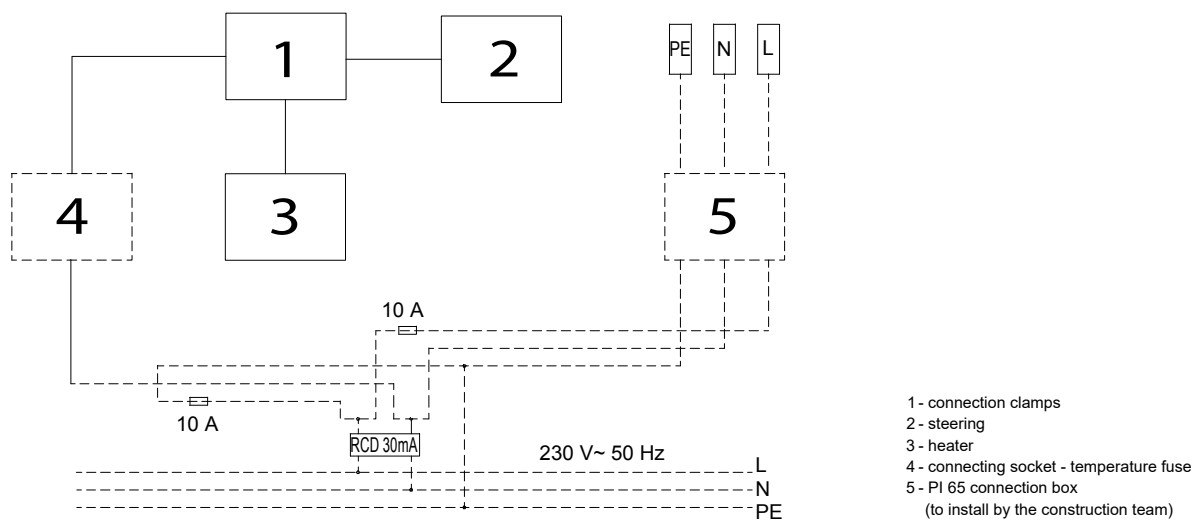 1
2
PE
N
L
4
3
5
10 A
10 A
RCD 30mA
230 V~ 50 Hz
L
N
PE
1 - connection clamps
2 - steering
3 - heater
4 - connecting socket - temperature fuse
5 - PI 65 connection box
(to install by the construction team)